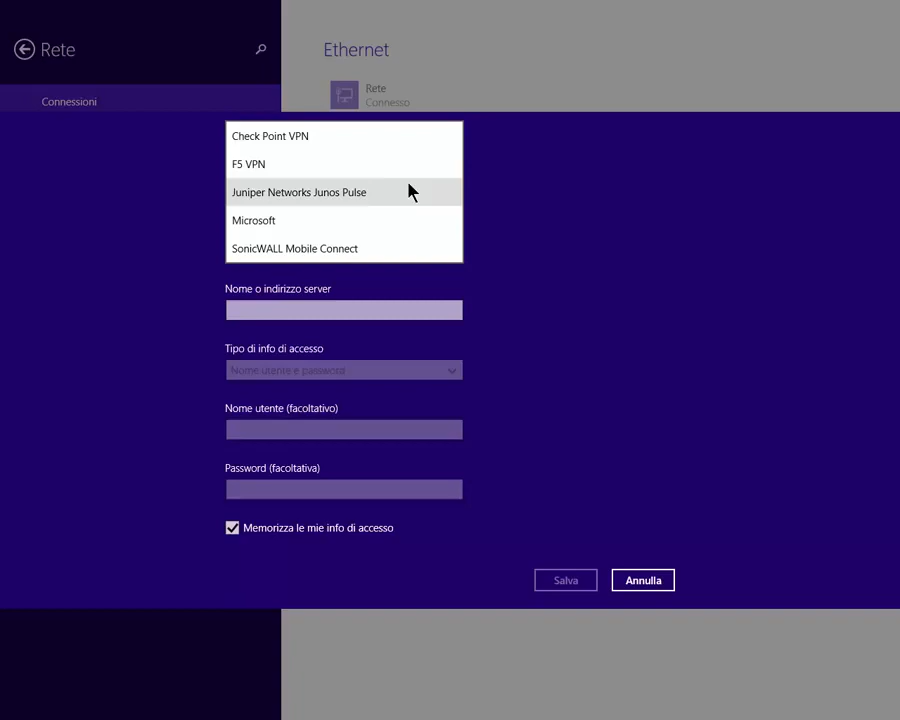 Rete
Ethernet
Rete
Connesso
Connessioni
Check Point VPN
F5 VPN
Juniper Networks Junos Pulse
Microsoft
SonicWALL Mobile Connect
Nome o indirizzo server
Tipo di info di accesso
Nome utente e password
Nome utente (facoltativo)
Password (facoltativa)
Memorizza le mie info di accesso
Salva
Annulla